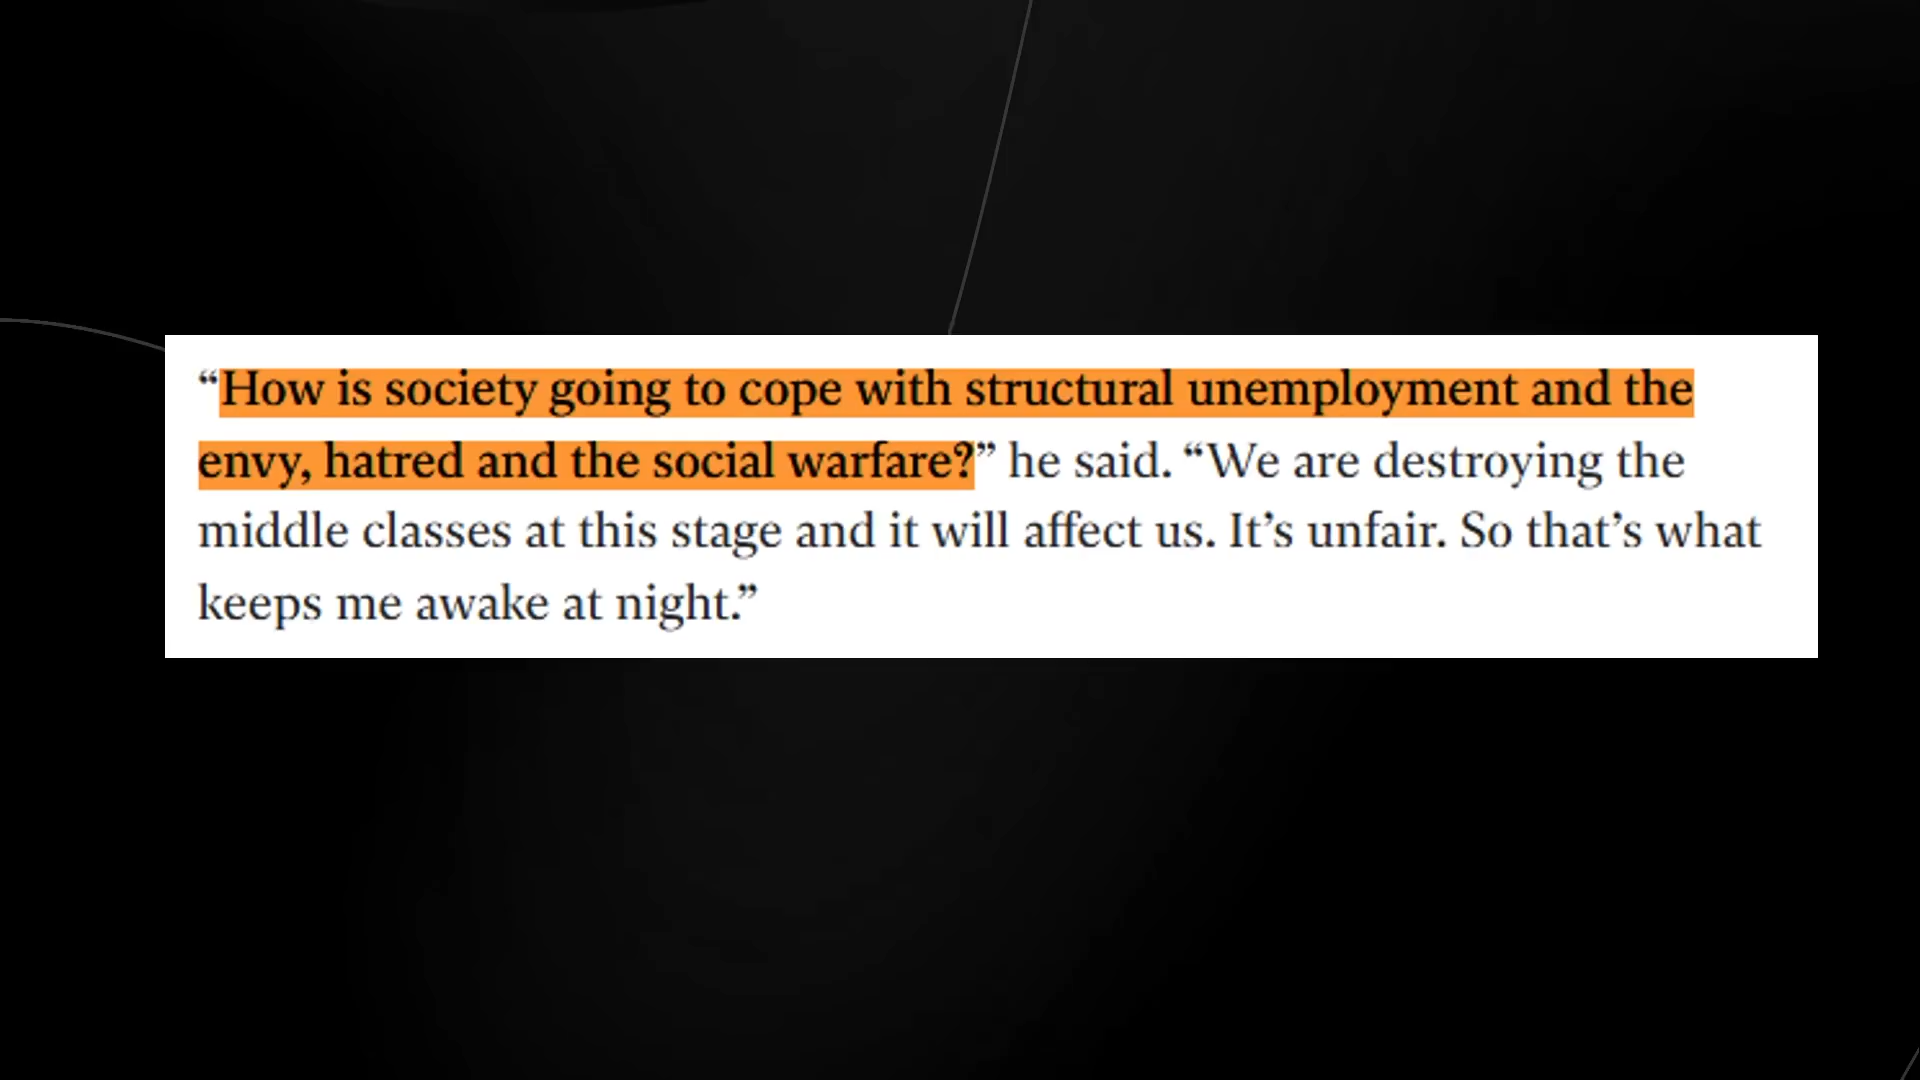 “How is society going to cope with structural unemployment and the
envy, hatred and the social warfare?” he said. “We are destroying the
middle classes at this stage and it will affect us. It’s unfair. So that’s what
keeps me awake at night.”